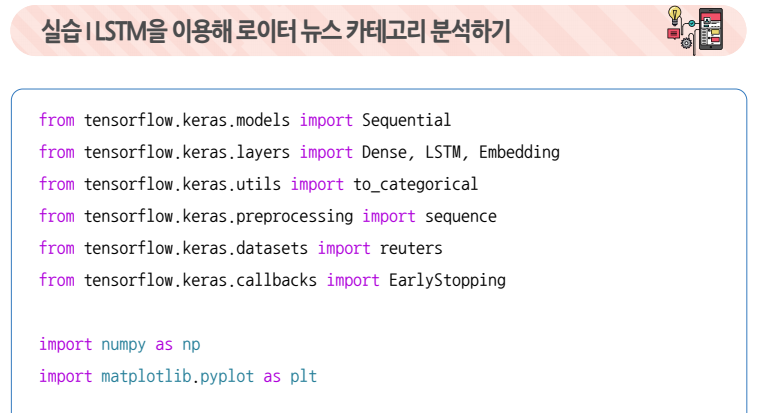 실습 I LSTM을 이용해 로이터 뉴스 카테고리 분석하기
from tensorflow.keras.models import Sequential
from tensorflow.keras.layers import Dense, LSTM, Embedding
from tensorflow.keras.utils import to_categorical
from tensorflow.keras.preprocessing import sequence
from tensorflow.keras.datasets import reuters
from tensorflow.keras.callbacks import EarlyStopping
import numpy as np
import matplotlib.pyplot as plt